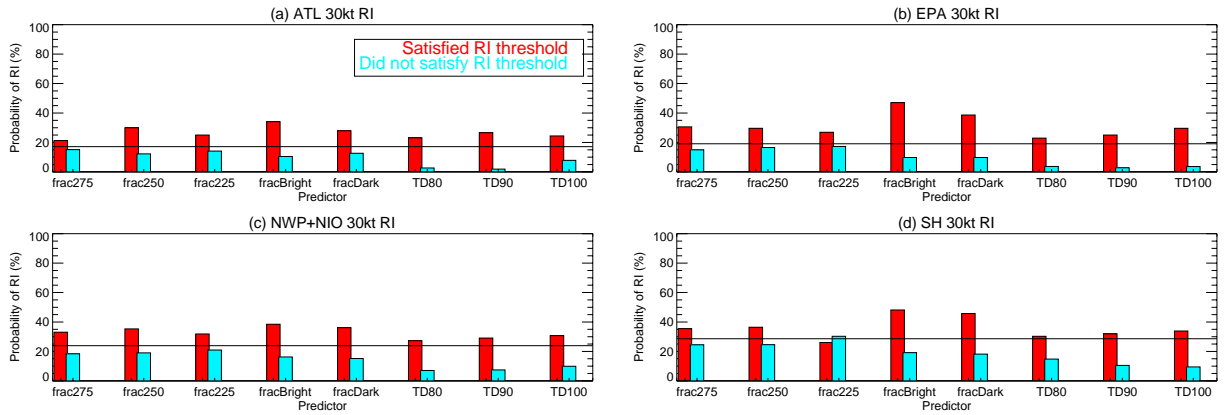 (a) ATL 30kt RI
Probability of RI (%)
100
80
60
40
20
0
Satisfied RI threshold
Did not satisfy RI threshold
frac275 frac250 frac225 fracBright fracDark TD80 TD90 TD100
Predictor
(b) EPA 30kt RI
Probability of RI (%)
100
80
60
40
20
0
frac275 frac250 frac225 fracBright fracDark TD80 TD90 TD100
Predictor
(c) NWP+NIO 30kt RI
Probability of RI (%)
100
80
60
40
20
0
frac275 frac250 frac225 fracBright fracDark TD80 TD90 TD100
Predictor
(d) SH 30kt RI
Probability of RI (%)
100
80
60
40
20
0
frac275 frac250 frac225 fracBright fracDark TD80 TD90 TD100
Predictor